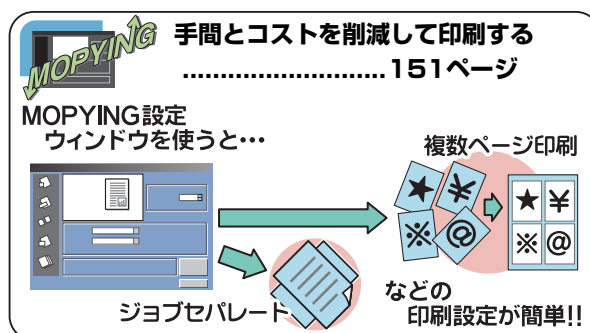 MOPYING
手間とコストを削減して印刷する
...........................151ページ
MOPYING設定
ウィンドウを使うと･･･
複数ページ印刷
★ ¥
※ @
★ ¥
※ @
ジョブセパレート
などの
印刷設定が簡単!!